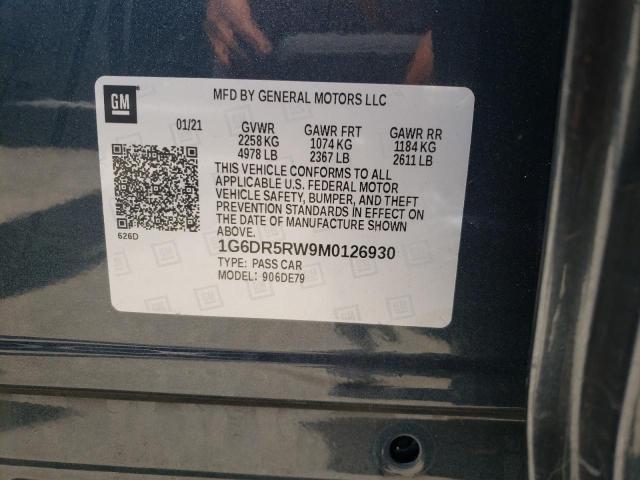 GM
MFD BY GENERAL MOTORS LLC
01/21 GVWR GAWR FRT GAWR RR
2258 KG 1074 KG 1184 KG
4978 LB 2367 LB 2611 LB
THIS VEHICLE CONFORMS TO ALL
APPLICABLE U.S. FEDERAL MOTOR
VEHICLE SAFETY, BUMPER, AND THEFT
PREVENTION STANDARDS IN EFFECT ON
THE DATE OF MANUFACTURE SHOWN
ABOVE.
626D
1G6DR5RW9M0126930
TYPE: PASS CAR
MODEL: 906DE79